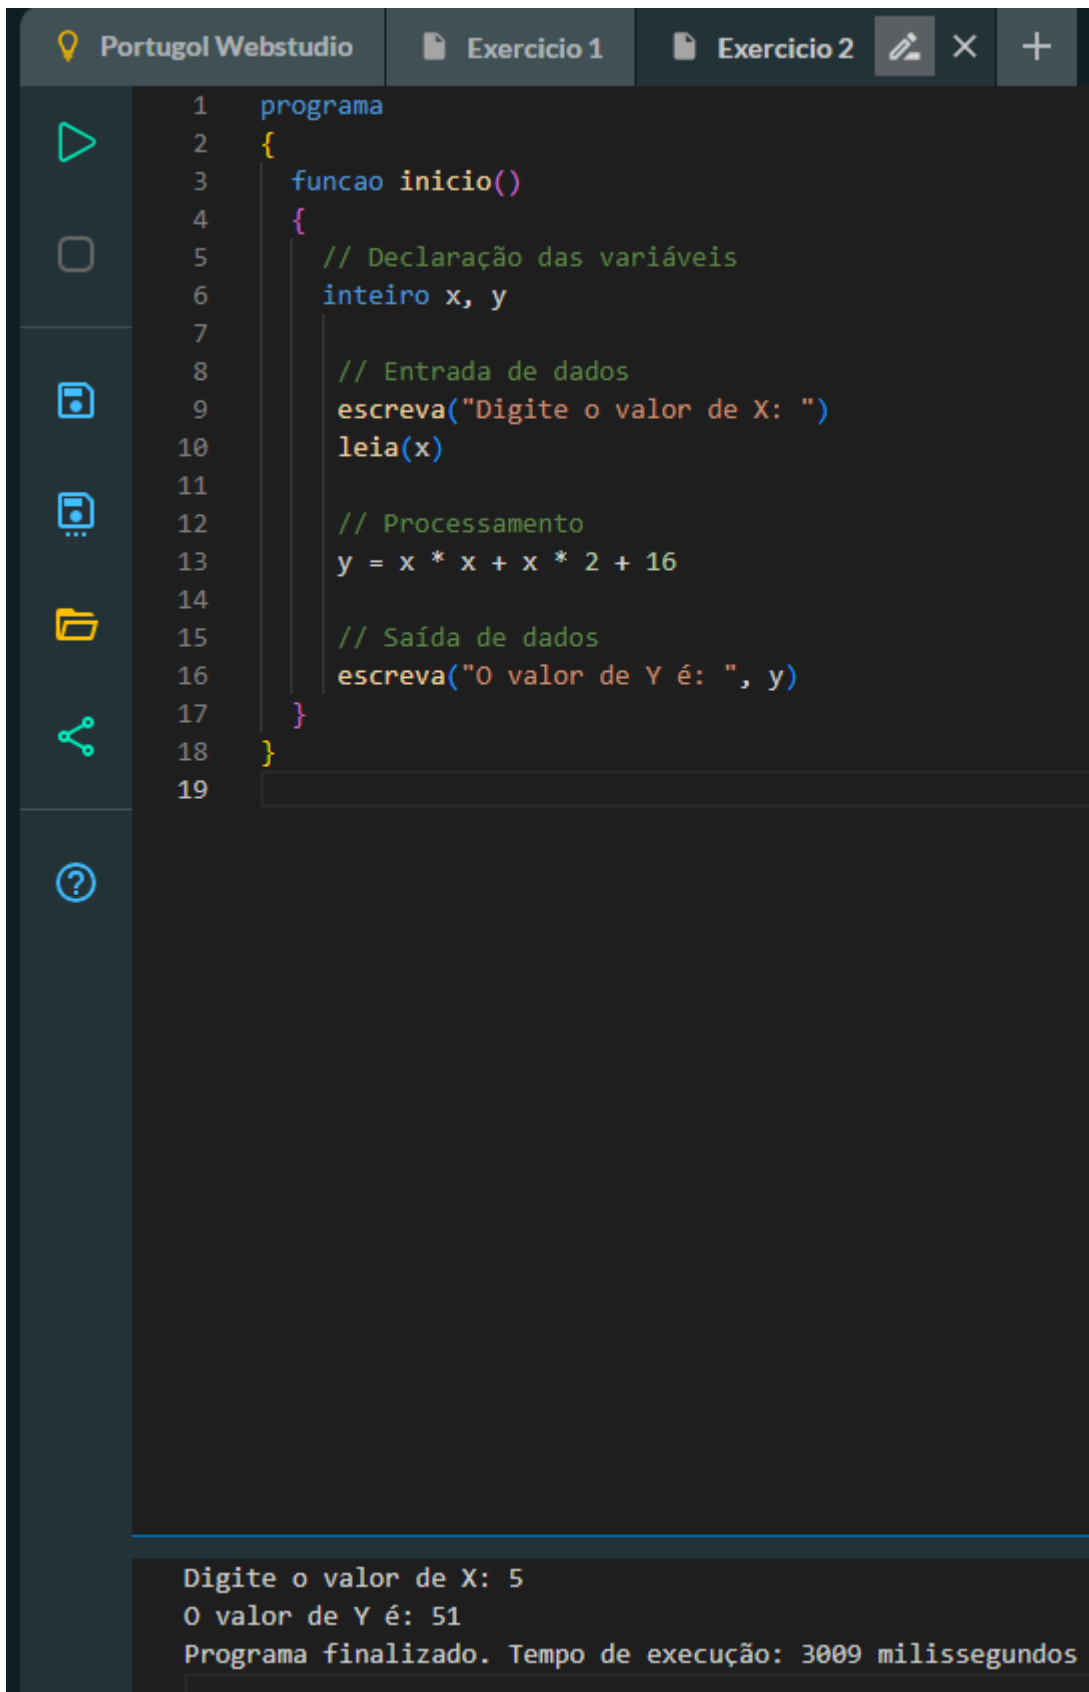 Portugol Webstudio Exercicio 1 Exercicio 2
1 programa
2 {
3 funcao inicio()
4 {
5 // Declaração das variáveis
6 inteiro x, y
7
8 // Entrada de dados
9 escreva("Digite o valor de X: ")
10 leia(x)
11
12 // Processamento
13 y = x * x + x * 2 + 16
14
15 // Saída de dados
16 escreva("O valor de Y é: ", y)
17 }
18 }
19
Digite o valor de X: 5
O valor de Y é: 51
Programa finalizado. Tempo de execução: 3009 milissegundos